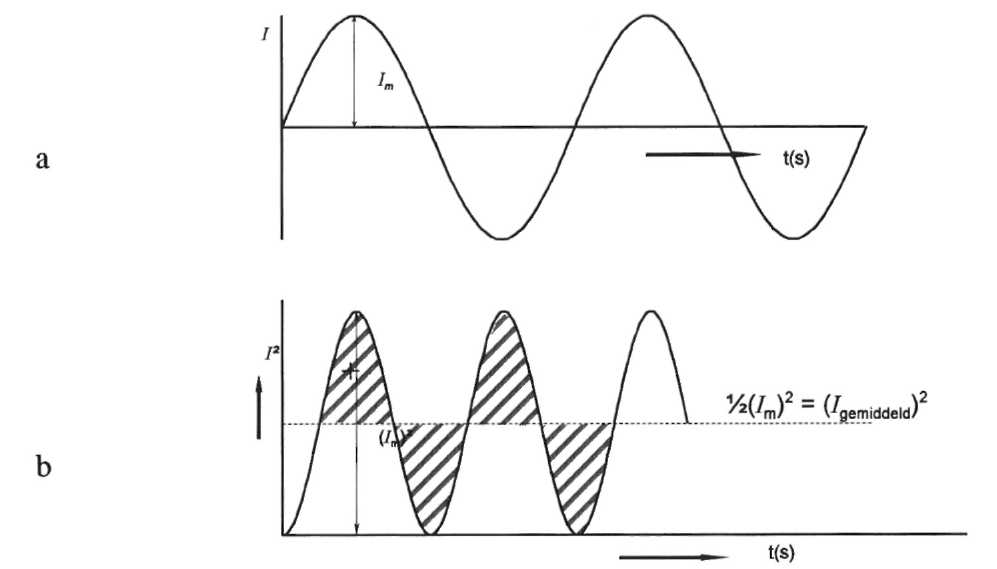 I
I_m
a
t(s)
I²
½(I_m)² = (I_gemiddeld)²
(I_m)²
b
t(s)